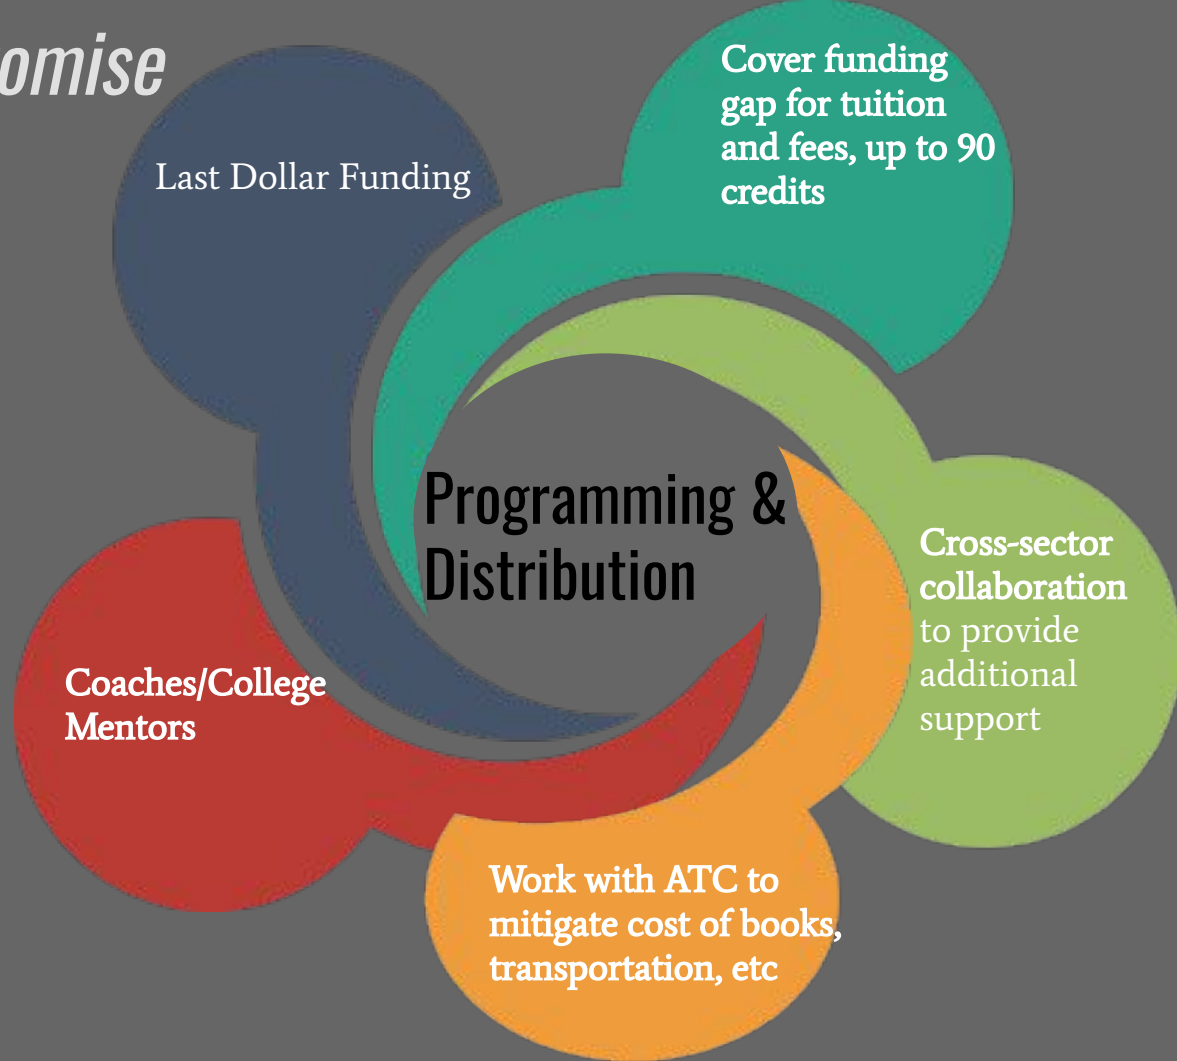 omise
Last Dollar Funding
Cover funding
gap for tuition
and fees, up to 90
credits
Programming &
Distribution
Cross-sector
collaboration
to provide
additional
support
Coaches/College
Mentors
Work with ATC to
mitigate cost of books,
transportation, etc